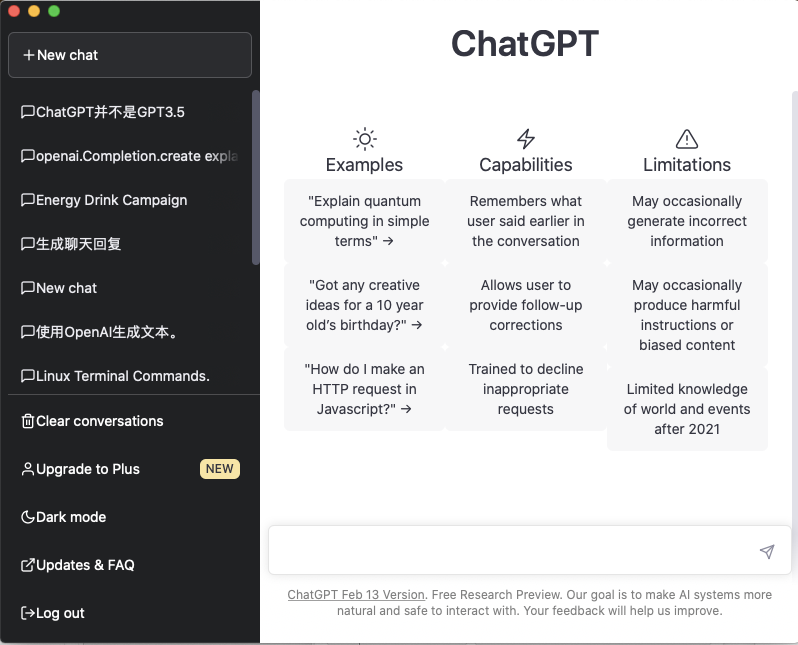 New chat
ChatGPT并不是GPT3.5
openai.Completion.create expla
Energy Drink Campaign
生成聊天回复
New chat
使用OpenAI生成文本。
Linux Terminal Commands.
Clear conversations
Upgrade to Plus
NEW
Dark mode
Updates & FAQ
Log out
ChatGPT
Examples
"Explain quantum
computing in simple
terms" →
"Got any creative
ideas for a 10 year
old’s birthday?" →
"How do I make an
HTTP request in
Javascript?" →
Capabilities
Remembers what
user said earlier in
the conversation
Allows user to
provide follow-up
corrections
Trained to decline
inappropriate
requests
Limitations
May occasionally
generate incorrect
information
May occasionally
produce harmful
instructions or
biased content
Limited knowledge
of world and events
after 2021
ChatGPT Feb 13 Version. Free Research Preview. Our goal is to make AI systems more
natural and safe to interact with. Your feedback will help us improve.